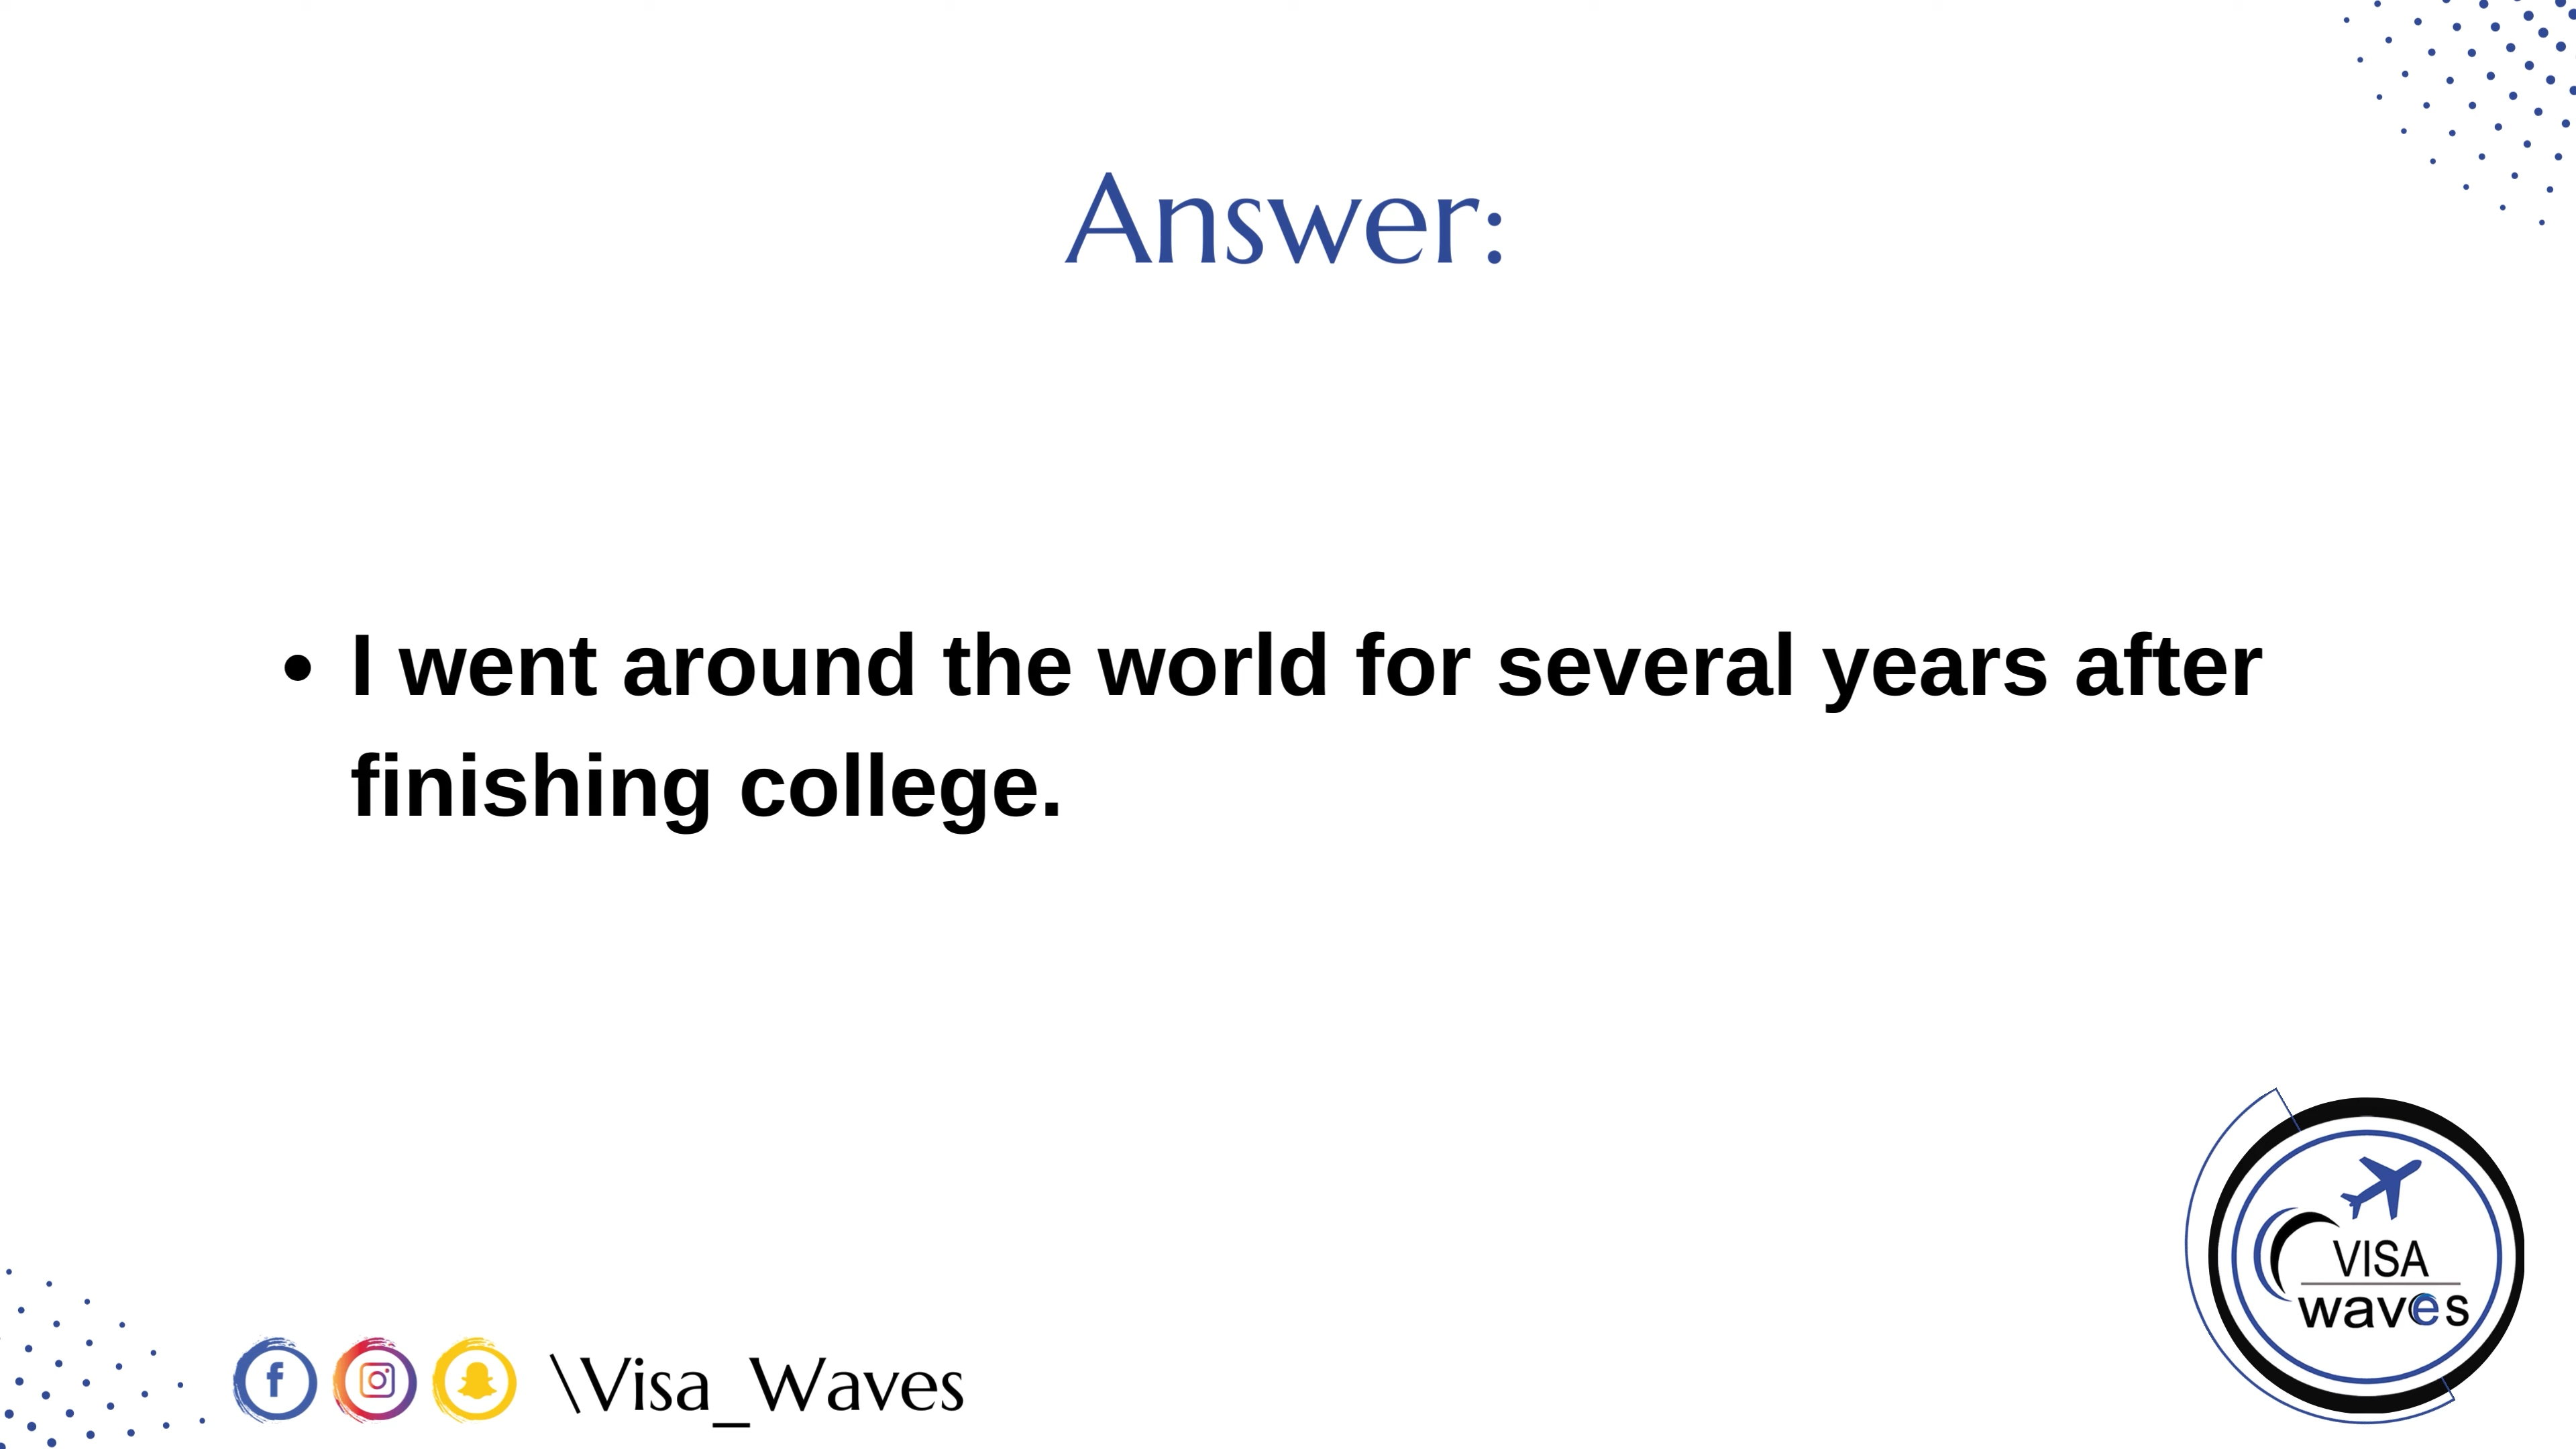 Answer:
• I went around the world for several years after
finishing college.
VISA
waves
\Visa_Waves